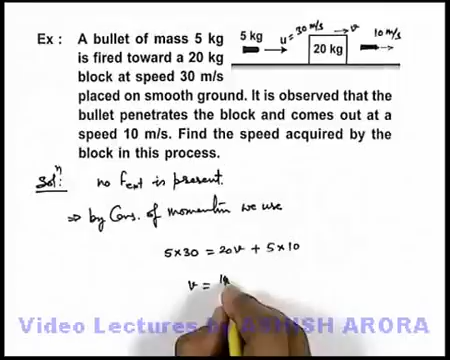 Ex : A bullet of mass 5 kg
is fired toward a 20 kg
block at speed 30 m/s
placed on smooth ground. It is observed that the
bullet penetrates the block and comes out at a
speed 10 m/s. Find the speed acquired by the
block in this process.
5 kg
u = 30 m/s
v
10 m/s
20 kg
Solⁿ:
no Fext is present.
⇒ by Cons. of momentum we use
5×30 = 20v + 5×10
v = 
Video Lectures by ASHISH ARORA